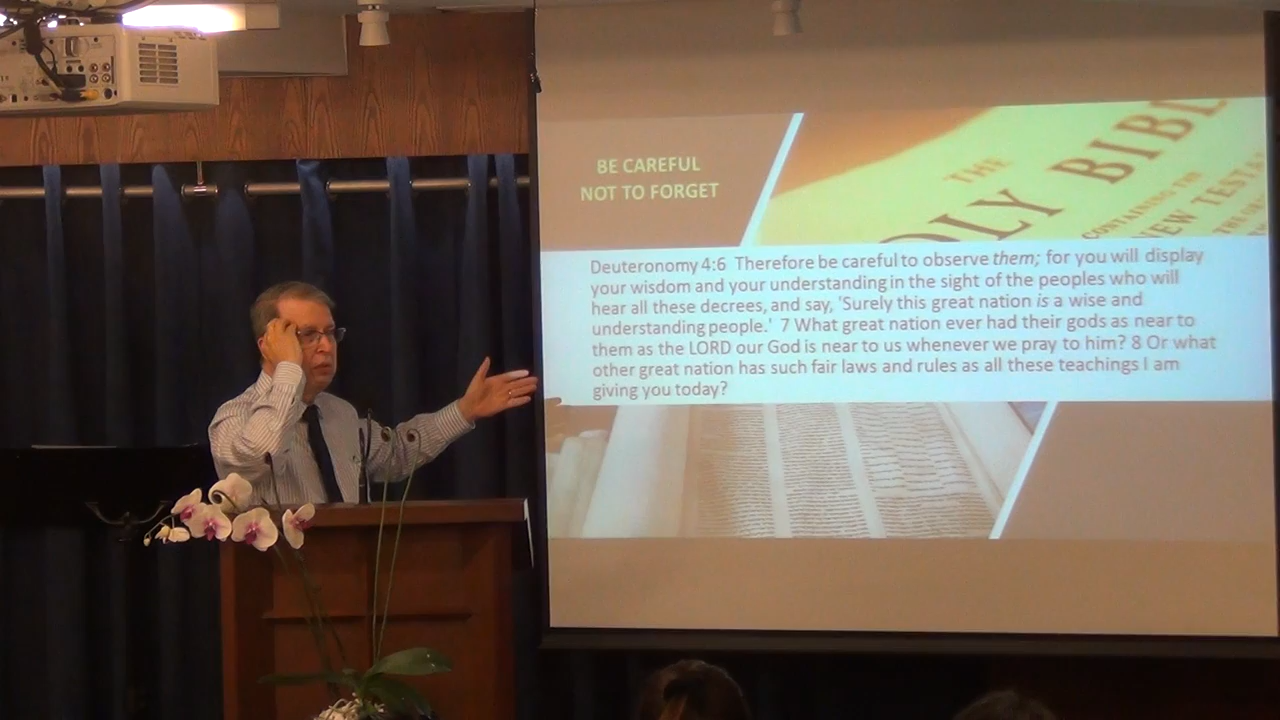 BE CAREFUL
NOT TO FORGET
THE
HOLY BIBL
CONTAINING THE
NEW TESTA
Deuteronomy 4:6 Therefore be careful to observe them; for you will display
your wisdom and your understanding in the sight of the peoples who will
hear all these decrees, and say, 'Surely this great nation is a wise and
understanding people.' 7 What great nation ever had their gods as near to
them as the LORD our God is near to us whenever we pray to him? 8 Or what
other great nation has such fair laws and rules as all these teachings I am
giving you today?